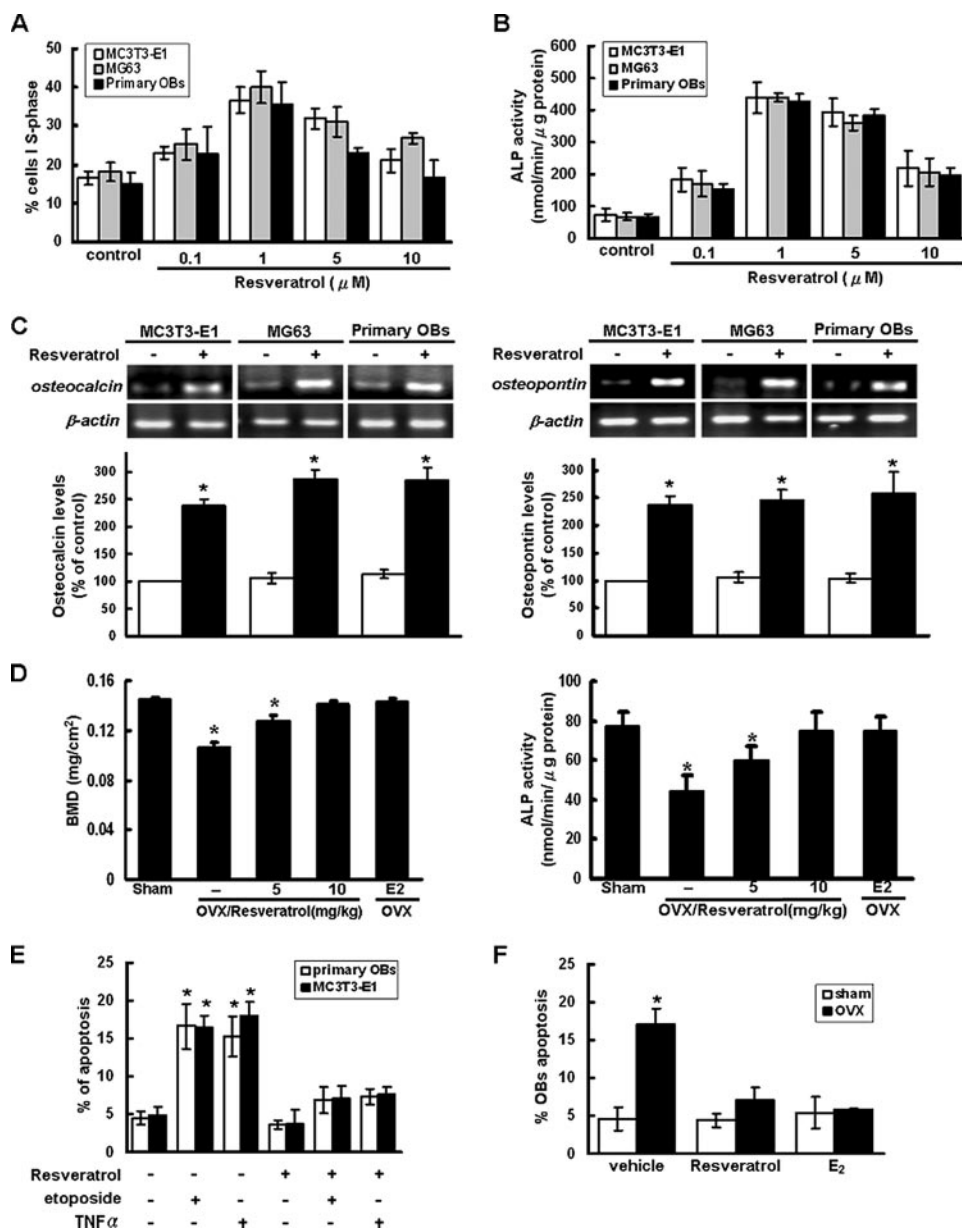 A
MC3T3-E1
MG63
Primary OBs
% cells I S-phase
50
40
30
20
10
0
control
0.1
1
5
10
Resveratrol ( μ M)
B
MC3T3-E1
MG63
Primary OBs
ALP activity
(nmol/min/ μ g protein)
600
500
400
300
200
100
0
control
0.1
1
5
10
Resveratrol ( μ M)
C
MC3T3-E1 MG63 Primary OBs
Resveratrol - + - + - +
osteocalcin
β-actin
Osteocalcin levels
(% of control)
300
250
200
150
100
50
0
* * *
MC3T3-E1 MG63 Primary OBs
Resveratrol - + - + - +
osteopontin
β-actin
Osteopontin levels
(% of control)
300
250
200
150
100
50
0
* * *
D
BMD (mg/cm²)
0.16
0.12
0.08
0.04
0
* *
Sham – 5 10 E2
OVX/Resveratrol(mg/kg) OVX
ALP activity
(nmol/min/ μ g protein)
100
80
60
40
20
0
* *
Sham – 5 10 E2
OVX/Resveratrol(mg/kg) OVX
E
primary OBs
MC3T3-E1
% of apoptosis
25
20
15
10
5
0
* * * *
Resveratrol - - - + + +
etoposide - + - - + -
TNFα - - + - - +
F
sham
OVX
% OBs apoptosis
25
20
15
10
5
0
*
vehicle Resveratrol E₂